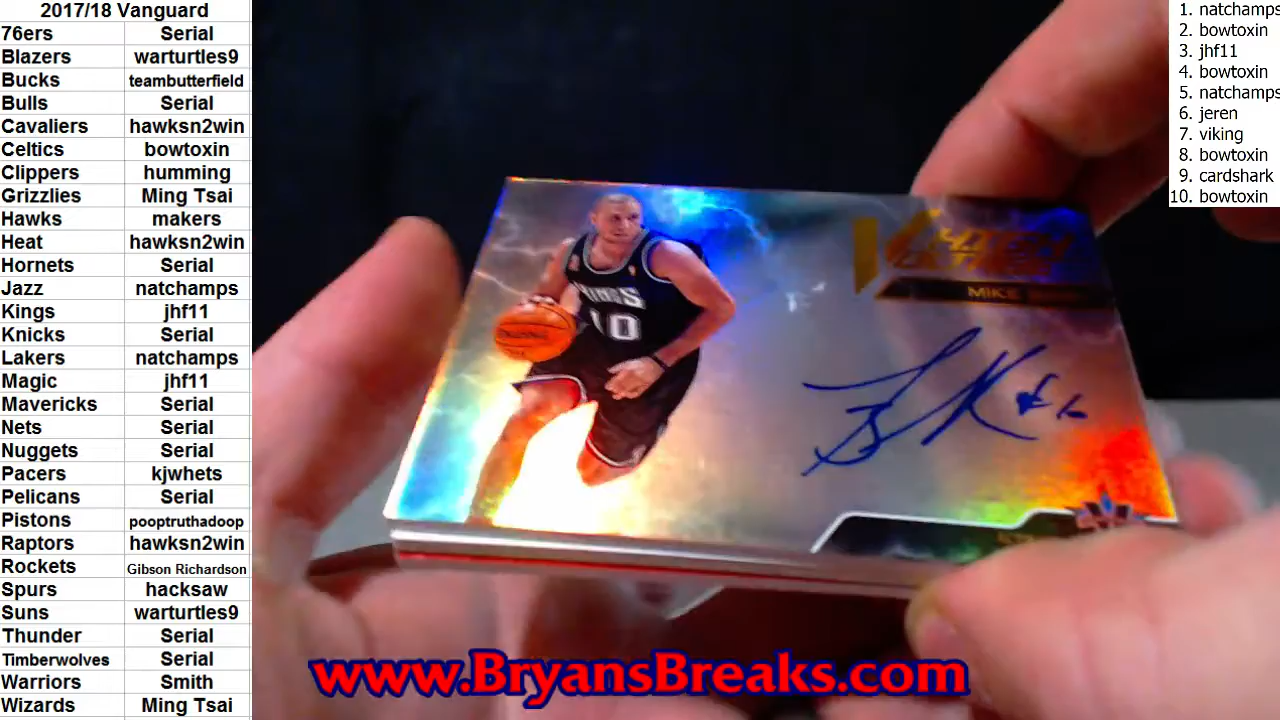 2017/18 Vanguard
76ers Serial
Blazers warturtles9
Bucks teambutterfield
Bulls Serial
Cavaliers hawksn2win
Celtics bowtoxin
Clippers humming
Grizzlies Ming Tsai
Hawks makers
Heat hawksn2win
Hornets Serial
Jazz natchamps
Kings jhf11
Knicks Serial
Lakers natchamps
Magic jhf11
Mavericks Serial
Nets Serial
Nuggets Serial
Pacers kjwhets
Pelicans Serial
Pistons pooptruthadoop
Raptors hawksn2win
Rockets Gibson Richardson
Spurs hacksaw
Suns warturtles9
Thunder Serial
Timberwolves Serial
Warriors Smith
Wizards Ming Tsai
KINGS
10
HIGH
VOLTAGE
MIKE
www.BryansBreaks.com
1. natchamps
2. bowtoxin
3. jhf11
4. bowtoxin
5. natchamps
6. jeren
7. viking
8. bowtoxin
9. cardshark
10. bowtoxin